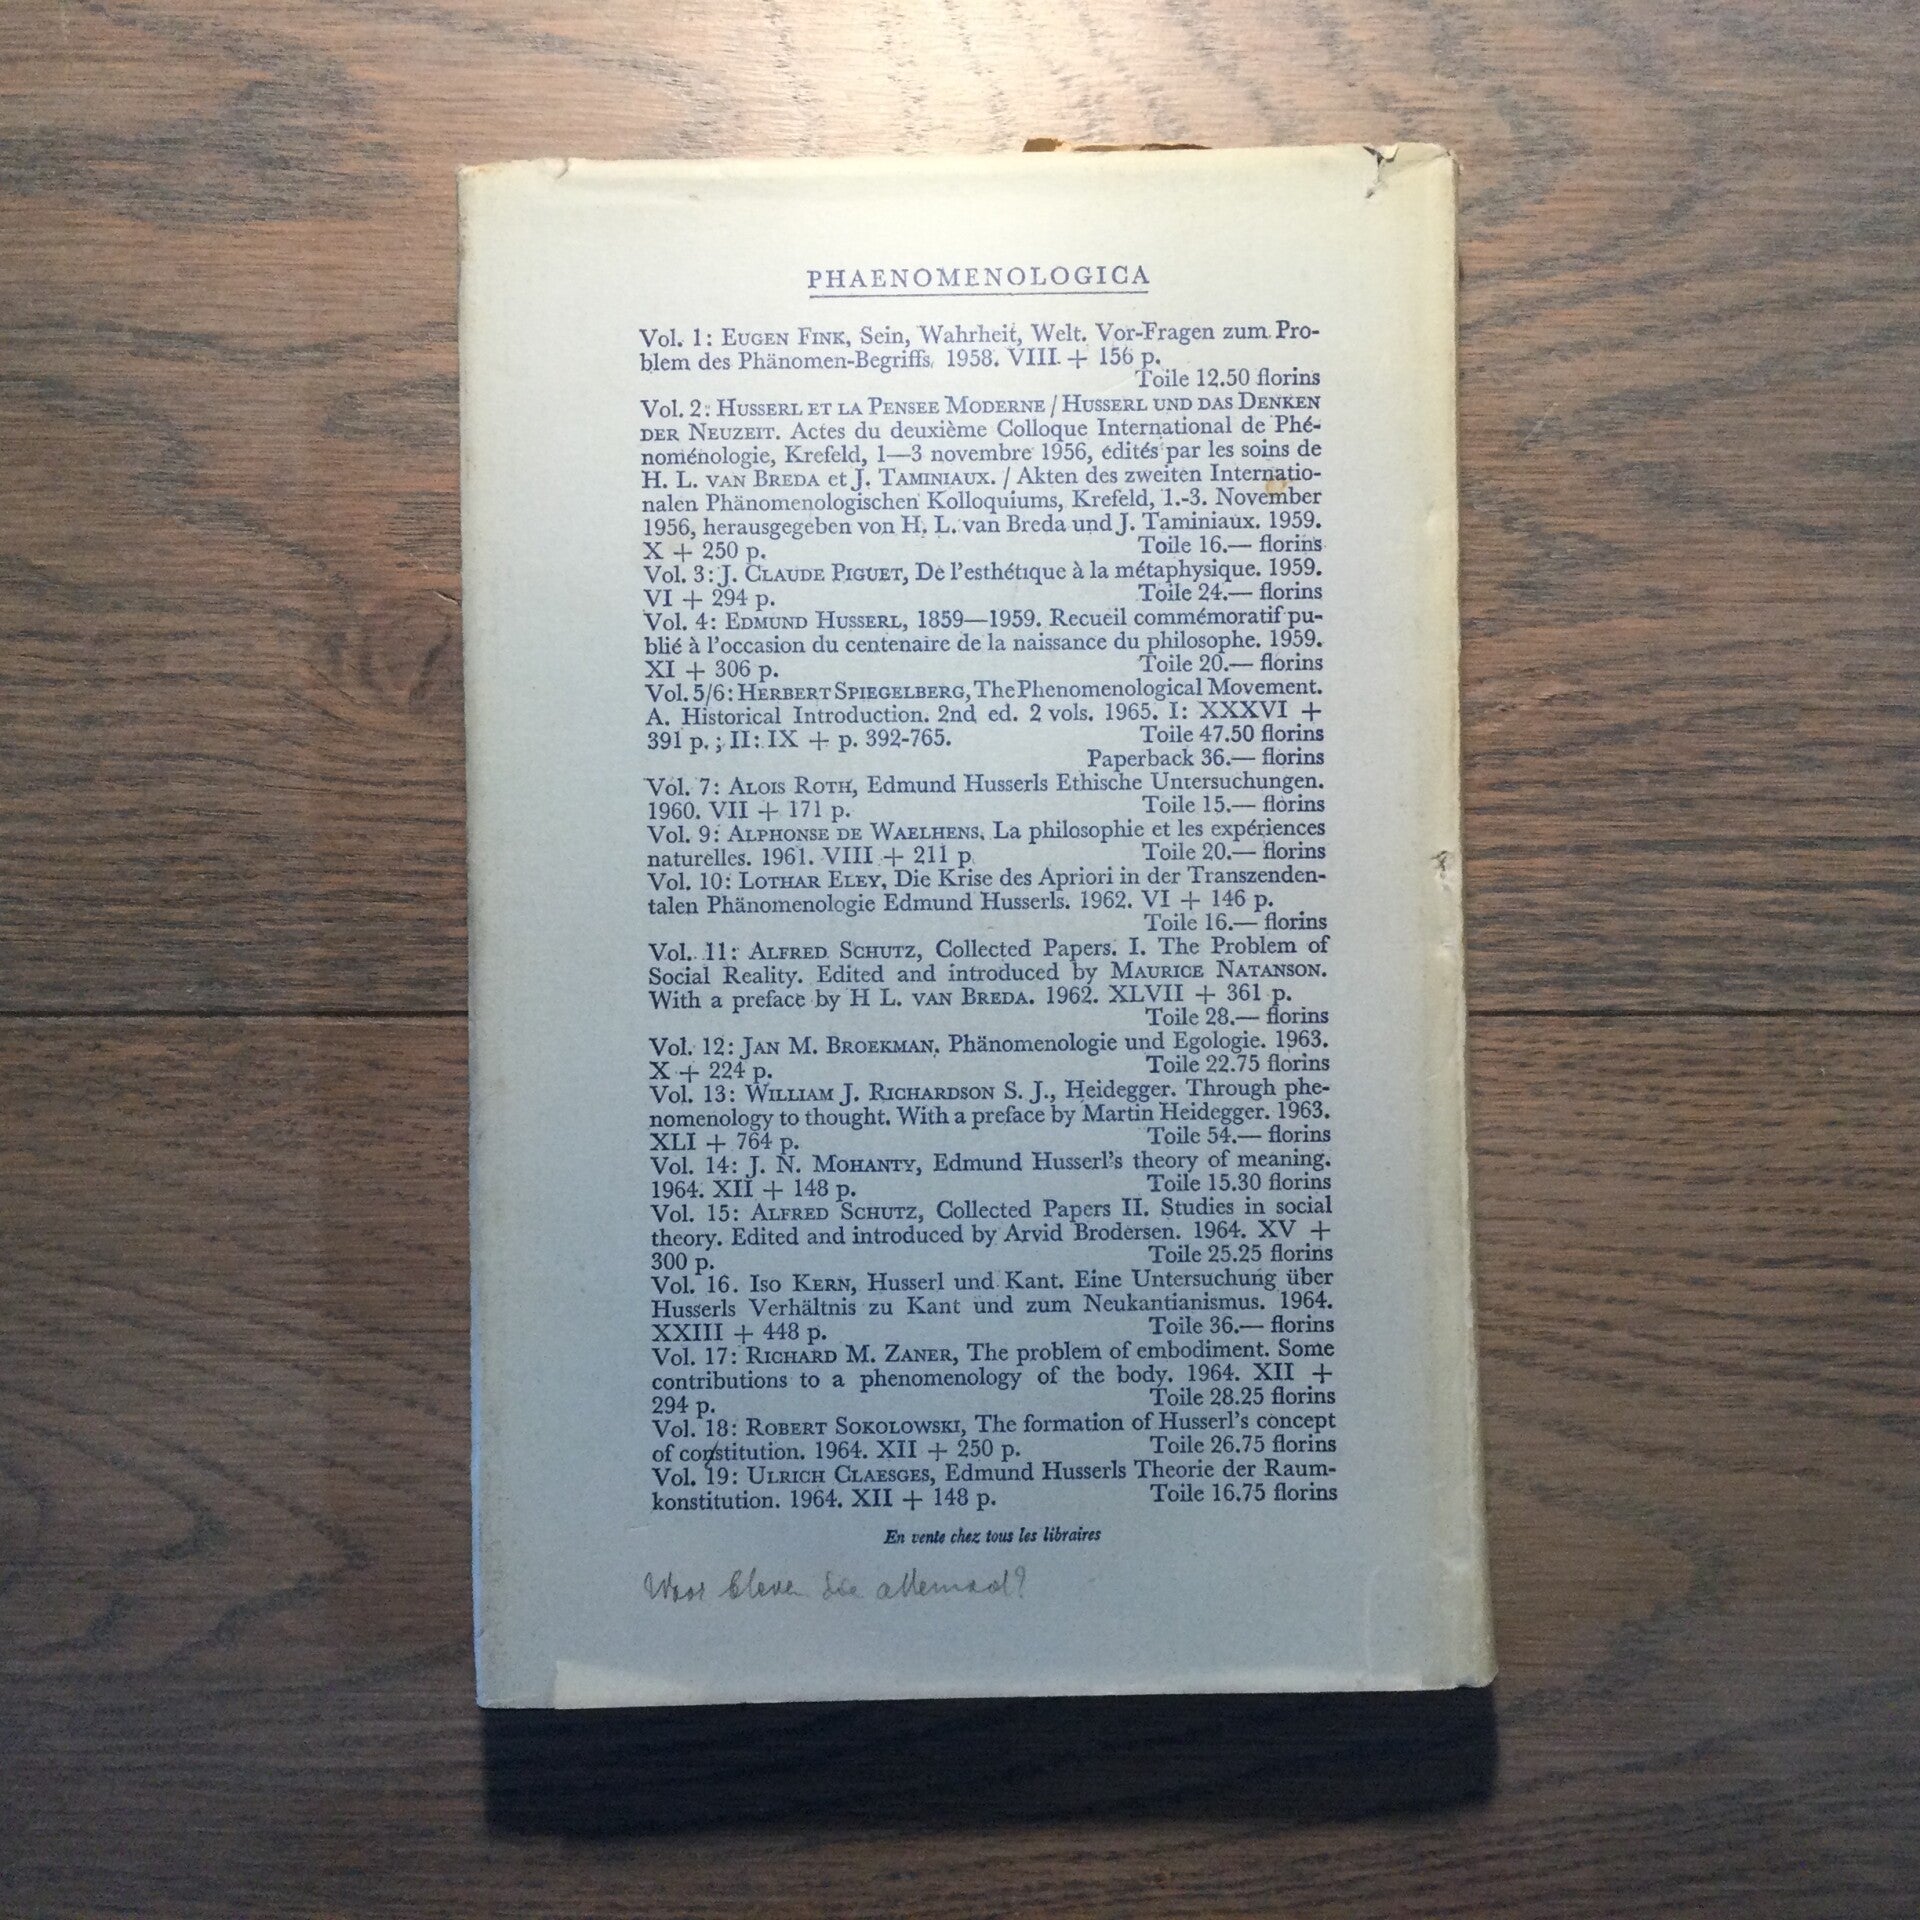 PHAENOMENOLOGICA
Vol. 1: EUGEN FINK, Sein, Wahrheit, Welt. Vor-Fragen zum Pro-
blem des Phänomen-Begriffs. 1958. VIII + 156 p.
Toile 12.50 florins
Vol. 2: HUSSERL ET LA PENSEE MODERNE / HUSSERL UND DAS DENKEN
DER NEUZEIT. Actes du deuxième Colloque International de Phé-
noménologie, Krefeld, 1—3 novembre 1956, édités par les soins de
H. L. VAN BREDA et J. TAMINIAUX. / Akten des zweiten Internatio-
nalen Phänomenologischen Kolloquiums, Krefeld, 1.-3. November
1956, herausgegeben von H. L. van Breda und J. Taminiaux. 1959.
X + 250 p. Toile 16.— florins
Vol. 3: J. CLAUDE PIGUET, De l'esthétique à la métaphysique. 1959.
VI + 294 p. Toile 24.— florins
Vol. 4: EDMUND HUSSERL, 1859—1959. Recueil commémoratif pu-
blié à l'occasion du centenaire de la naissance du philosophe. 1959.
XI + 306 p. Toile 20.— florins
Vol. 5/6: HERBERT SPIEGELBERG, The Phenomenological Movement.
A. Historical Introduction. 2nd ed. 2 vols. 1965. I: XXXVI +
391 p. ; II: IX + p. 392-765. Toile 47.50 florins
Paperback 36.— florins
Vol. 7: ALOIS ROTH, Edmund Husserls Ethische Untersuchungen.
1960. VII + 171 p. Toile 15.— florins
Vol. 9: ALPHONSE DE WAELHENS, La philosophie et les expériences
naturelles. 1961. VIII + 211 p. Toile 20.— florins
Vol. 10: LOTHAR ELEY, Die Krise des Apriori in der Transzenden-
talen Phänomenologie Edmund Husserls. 1962. VI + 146 p.
Toile 16.— florins
Vol. 11: ALFRED SCHUTZ, Collected Papers. I. The Problem of
Social Reality. Edited and introduced by MAURICE NATANSON.
With a preface by H L. VAN BREDA. 1962. XLVII + 361 p.
Toile 28.— florins
Vol. 12: JAN M. BROEKMAN, Phänomenologie und Egologie. 1963.
X + 224 p. Toile 22.75 florins
Vol. 13: WILLIAM J. RICHARDSON S. J., Heidegger. Through phe-
nomenology to thought. With a preface by Martin Heidegger. 1963.
XLI + 764 p. Toile 54.— florins
Vol. 14: J. N. MOHANTY, Edmund Husserl's theory of meaning.
1964. XII + 148 p. Toile 15.30 florins
Vol. 15: ALFRED SCHUTZ, Collected Papers II. Studies in social
theory. Edited and introduced by Arvid Brodersen. 1964. XV +
300 p. Toile 25.25 florins
Vol. 16. ISO KERN, Husserl und Kant. Eine Untersuchung über
Husserls Verhältnis zu Kant und zum Neukantianismus. 1964.
XXIII + 448 p. Toile 36.— florins
Vol. 17: RICHARD M. ZANER, The problem of embodiment. Some
contributions to a phenomenology of the body. 1964. XII +
294 p. Toile 28.25 florins
Vol. 18: ROBERT SOKOLOWSKI, The formation of Husserl's concept
of constitution. 1964. XII + 250 p. Toile 26.75 florins
Vol. 19: ULRICH CLAESGES, Edmund Husserls Theorie der Raum-
konstitution. 1964. XII + 148 p. Toile 16.75 florins
En vente chez tous les libraires
allemaal?